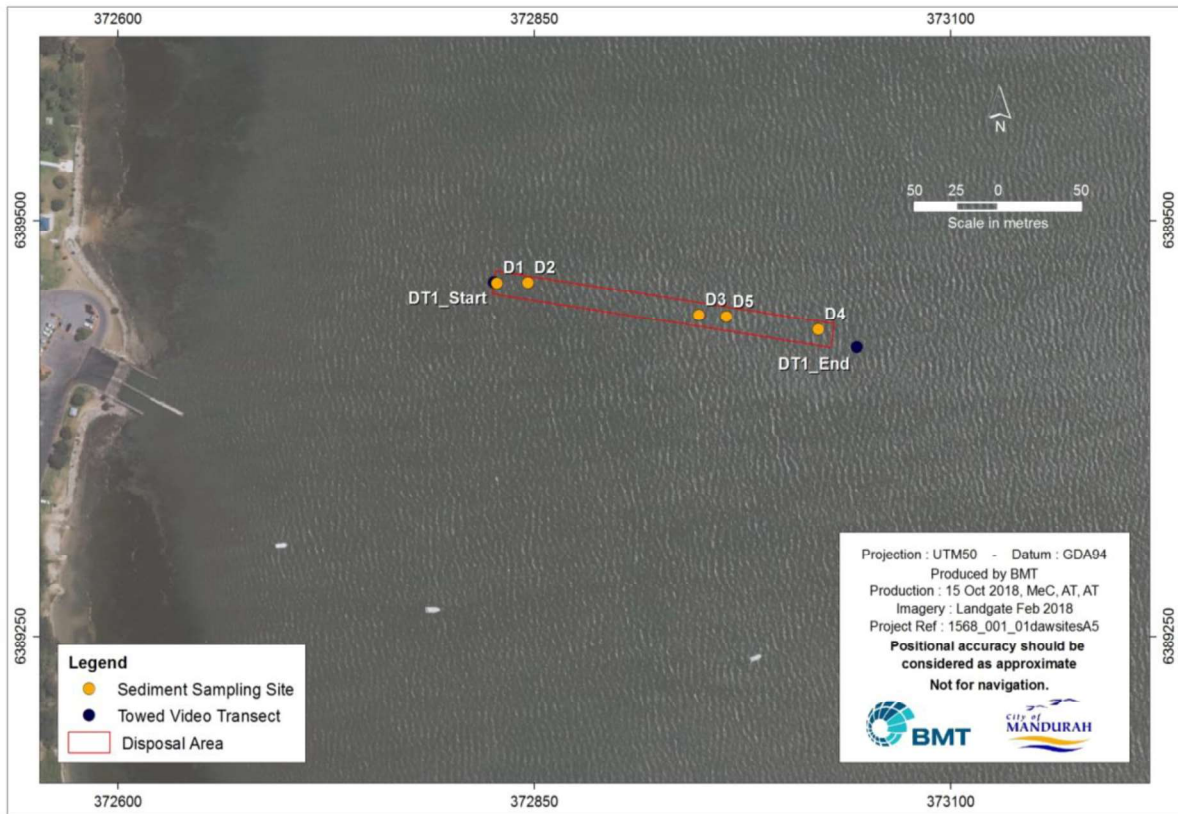 372600 372850 373100
N
50 25 0 50
Scale in metres
6389500 6389500
D1 D2
DT1_Start
D3 D5
D4
DT1_End
Projection : UTM50 - Datum : GDA94
Produced by BMT
Production : 15 Oct 2018, MeC, AT, AT
Imagery : Landgate Feb 2018
Project Ref : 1568_001_01dawsitesA5
Positional accuracy should be
considered as approximate
Not for navigation.
BMT
City of
MANDURAH
6389250 6389250
Legend
Sediment Sampling Site
Towed Video Transect
Disposal Area
372600 372850 373100